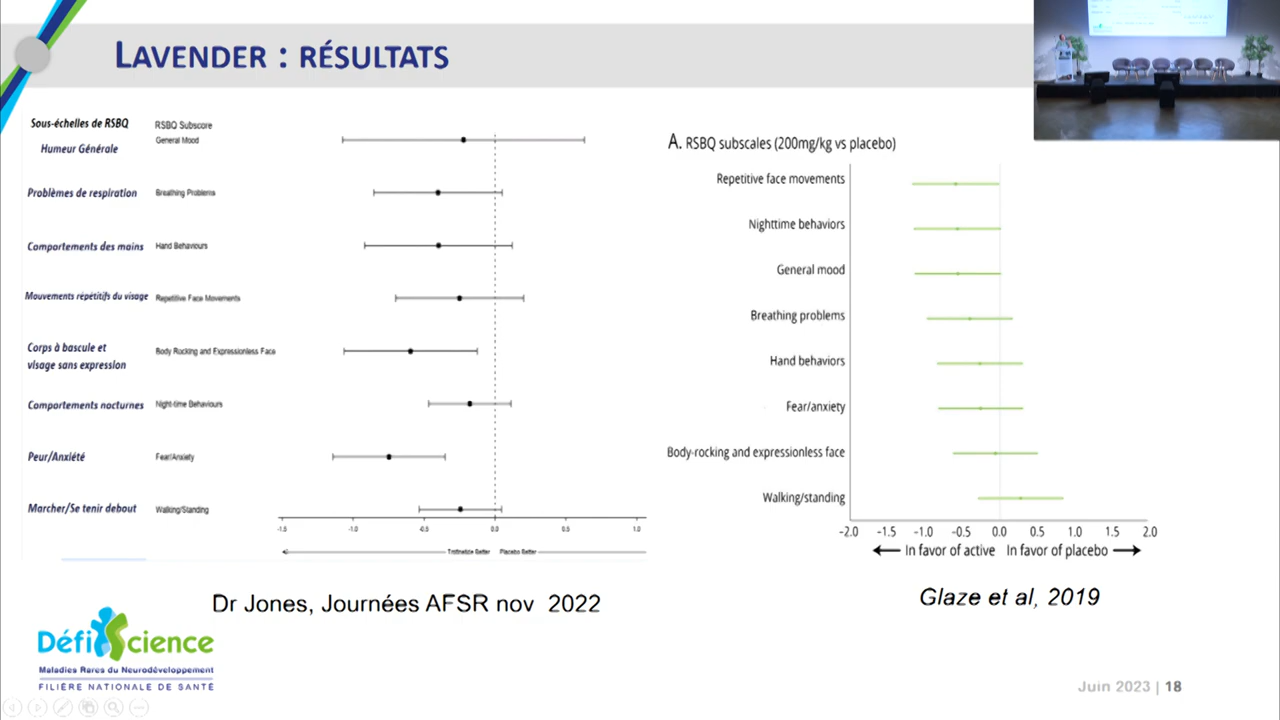 LAVENDER : RÉSULTATS
Sous-échelles de RSBQ
RSBQ Subscore
Humeur Générale
General Mood
Problèmes de respiration
Breathing Problems
Comportements des mains
Hand Behaviours
Mouvements répétitifs du visage
Repetitive Face Movements
Corps à bascule et
visage sans expression
Body Rocking and Expressionless Face
Comportements nocturnes
Night-time Behaviours
Peur/Anxiété
Fear/Anxiety
Marcher/Se tenir debout
Walking/Standing
-1.5 -1.0 -0.5 0.0 0.5 1.0
Trofinetide Better Placebo Better
Dr Jones, Journées AFSR nov 2022
A. RSBQ subscales (200mg/kg vs placebo)
Repetitive face movements
Nighttime behaviors
General mood
Breathing problems
Hand behaviors
Fear/anxiety
Body-rocking and expressionless face
Walking/standing
-2.0 -1.5 -1.0 -0.5 0.0 0.5 1.0 1.5 2.0
In favor of active In favor of placebo
Glaze et al, 2019
DéfiScience
Maladies Rares du Neurodéveloppement
FILIÈRE NATIONALE DE SANTÉ
Juin 2023 | 18